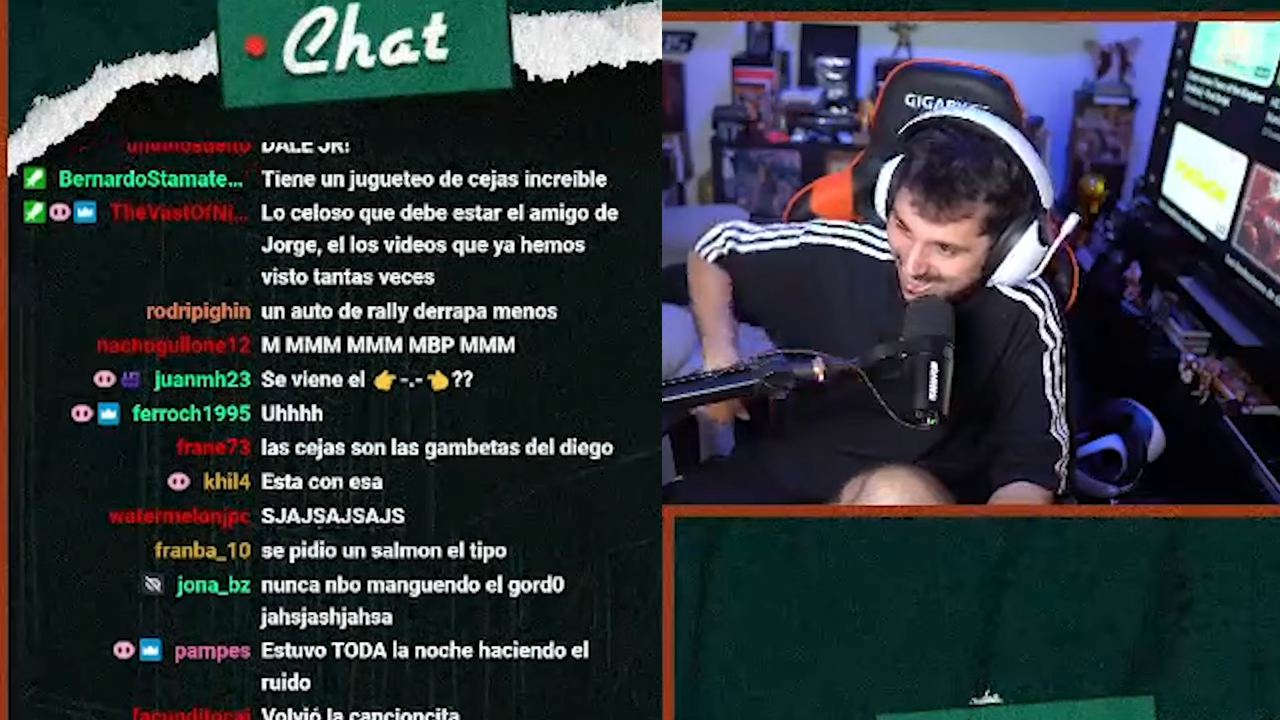 Chat
DALE JR!
BernardoStamate... Tiene un jugueteo de cejas increíble
TheVastOfNi... Lo celoso que debe estar el amigo de
Jorge, el los videos que ya hemos
visto tantas veces
rodripighin un auto de rally derrapa menos
nachogullone12 M MMM MMM MBP MMM
juanmh23 Se viene el 👉-.-👈??
ferroch1995 Uhhhh
frane73 las cejas son las gambetas del diego
khil4 Esta con esa
watermelonjpc SJAJSAJSAJS
franba_10 se pidio un salmon el tipo
jona_bz nunca nbo manguendo el gord0
jahsjashjahsa
pampes Estuvo TODA la noche haciendo el
ruido
Volvió la cancioncita